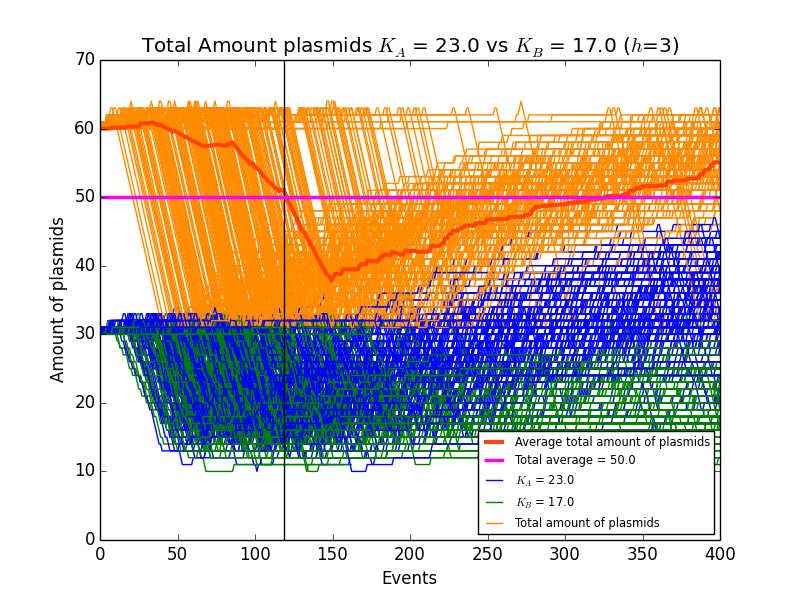 Total Amount plasmids K_A = 23.0 vs K_B = 17.0 (h=3)
70
60
50
40
30
20
10
0
Amount of plasmids
Average total amount of plasmids
Total average = 50.0
K_A = 23.0
K_B = 17.0
Total amount of plasmids
0 50 100 150 200 250 300 350 400
Events